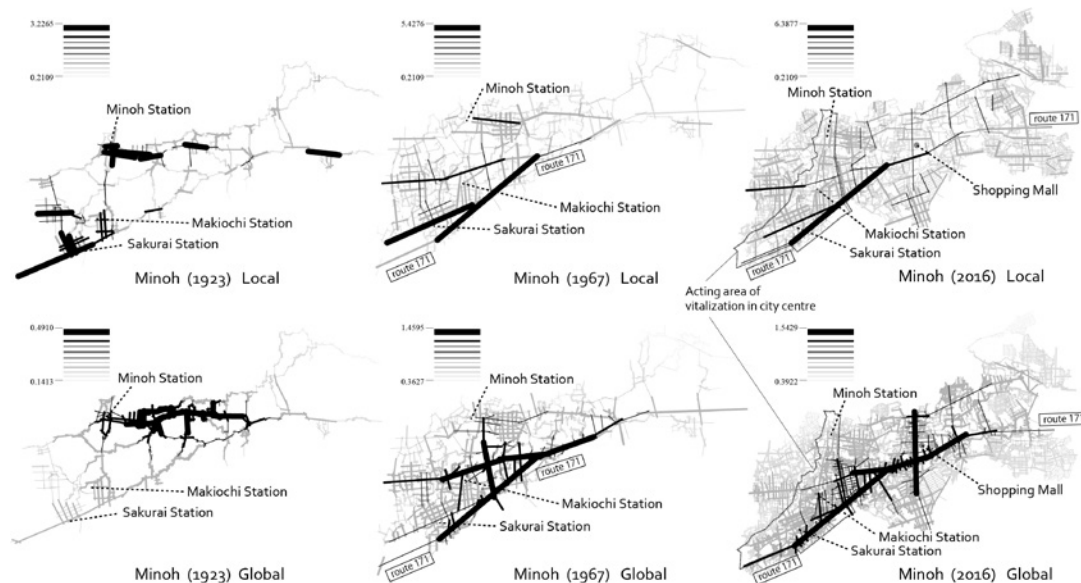 3.2265
0.2109
Minoh Station
Makiochi Station
Sakurai Station
Minoh (1923) Local
5.4276
0.2109
Minoh Station
route 171
Makiochi Station
Sakurai Station
route 171
Minoh (1967) Local
6.3877
0.2109
Minoh Station
route 171
Shopping Mall
Makiochi Station
Sakurai Station
route 171
Minoh (2016) Local
Acting area of
vitalization in city centre
0.4910
0.1413
Minoh Station
Makiochi Station
Sakurai Station
Minoh (1923) Global
1.4595
0.3627
Minoh Station
route 171
Makiochi Station
Sakurai Station
route 171
Minoh (1967) Global
1.5429
0.3922
Minoh Station
route 171
Shopping Mall
Makiochi Station
Sakurai Station
route 171
Minoh (2016) Global